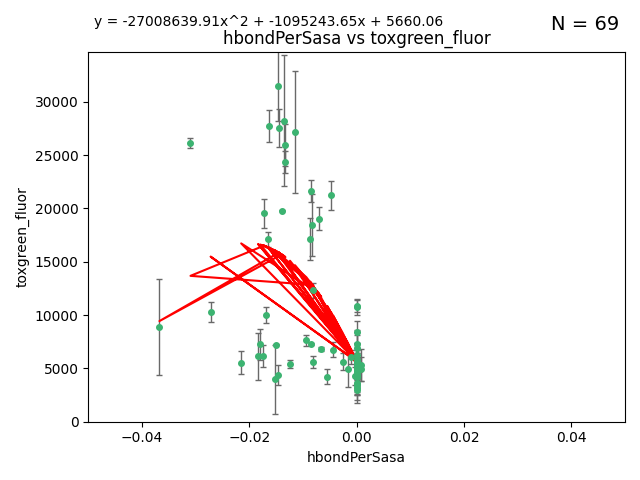 y = -27008639.91x^2 + -1095243.65x + 5660.06
N = 69
hbondPerSasa vs toxgreen_fluor
30000
25000
20000
15000
10000
5000
0
toxgreen_fluor
−0.04
−0.02
0.00
0.02
0.04
hbondPerSasa